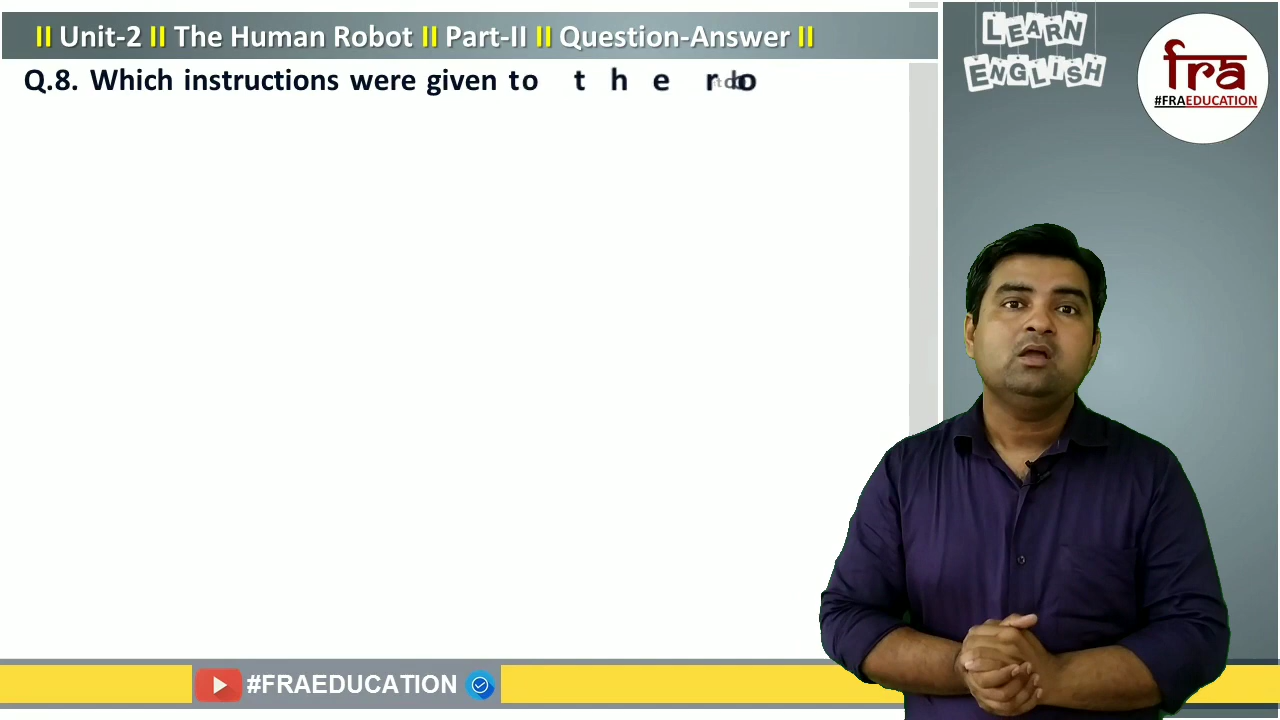 II Unit-2 II The Human Robot II Part-II II Question-Answer II
Q.8. Which instructions were given to the
LEARN
ENGLISH
fra
#FRAEDUCATION
#FRAEDUCATION